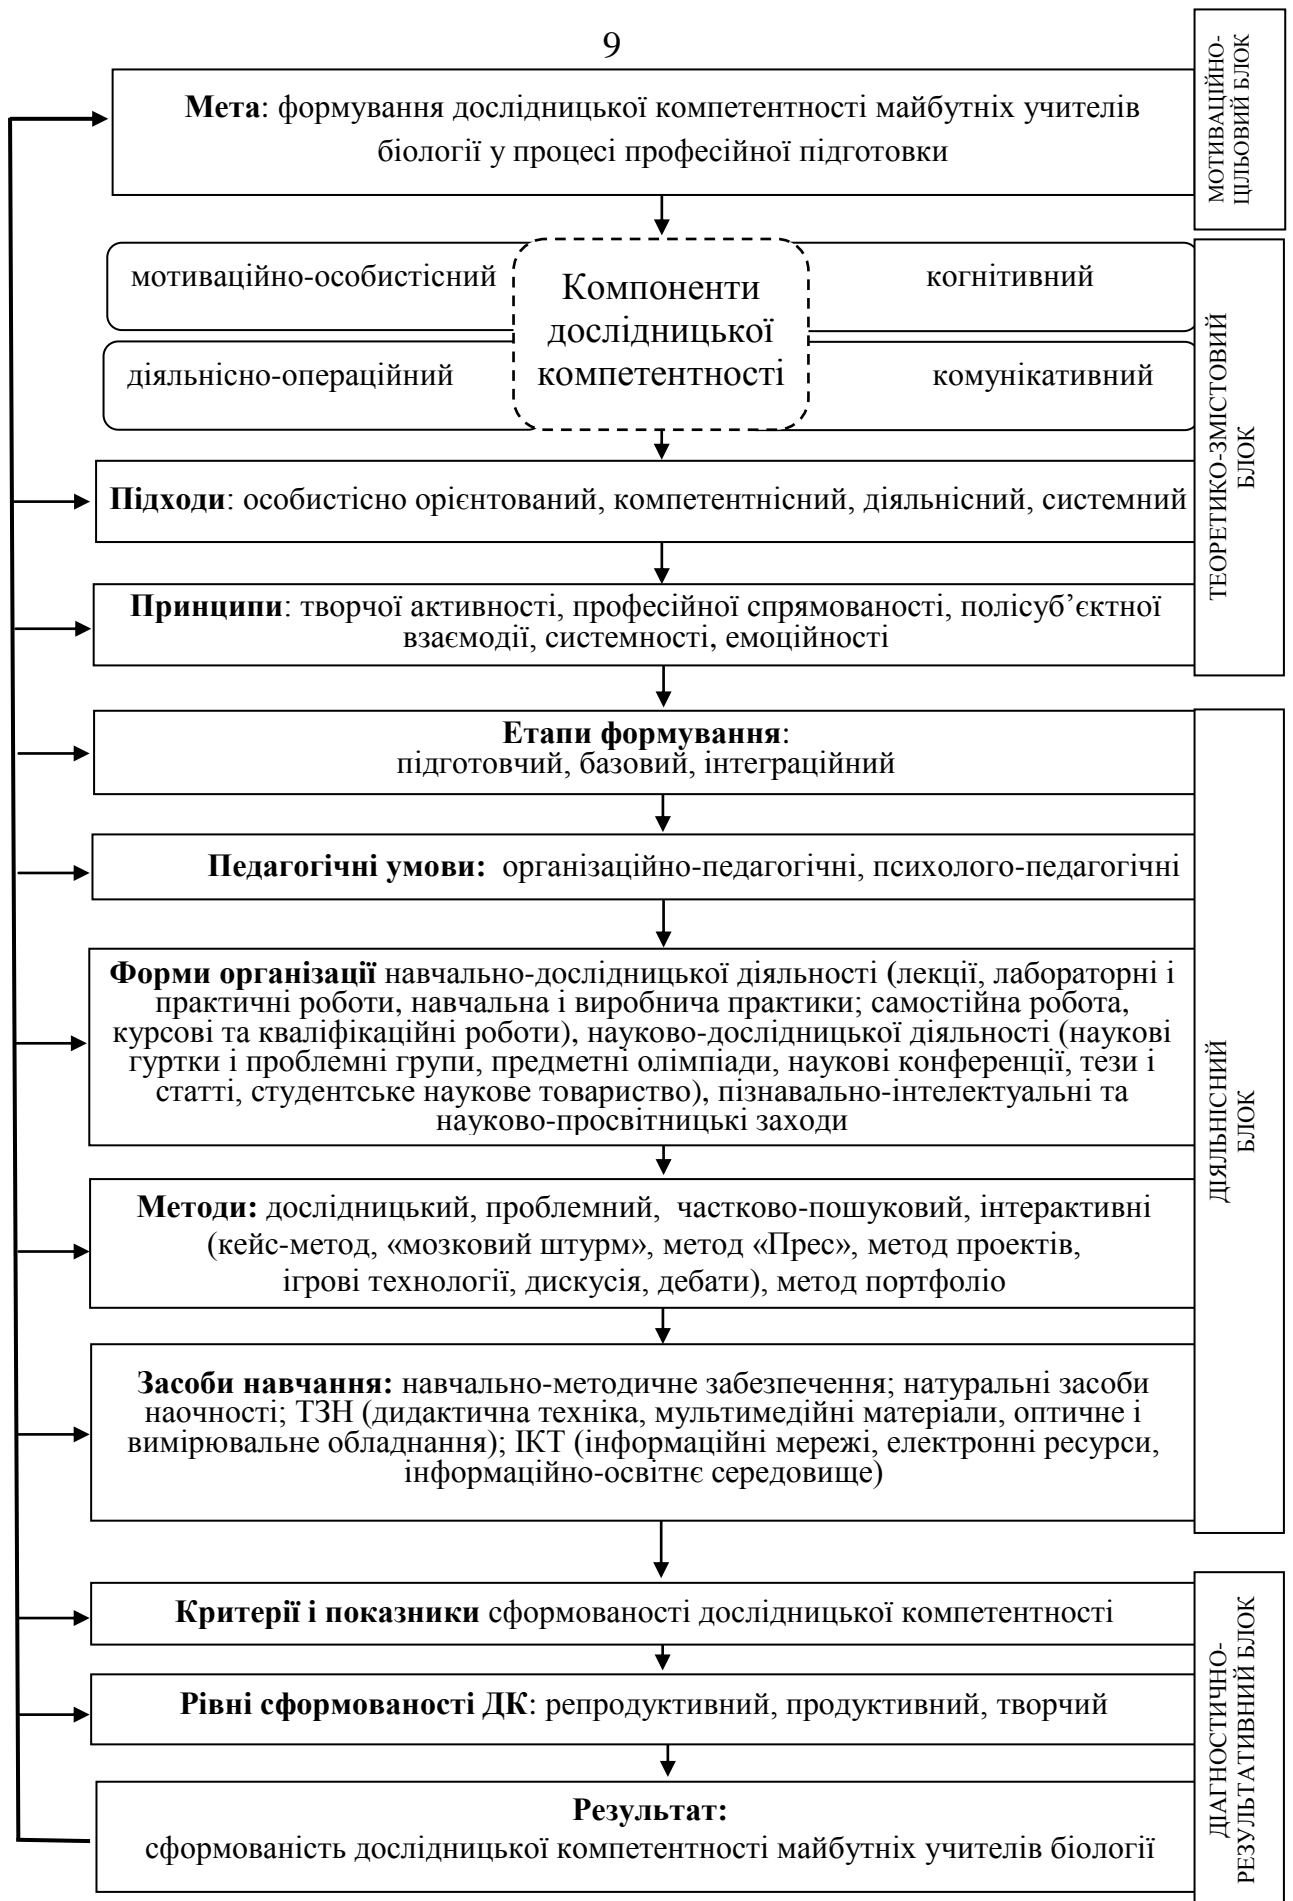 9
МОТИВАЦІЙНО-
ЦІЛЬОВИЙ БЛОК
Мета: формування дослідницької компетентності майбутніх учителів
біології у процесі професійної підготовки
мотиваційно-особистісний
когнітивний
Компоненти
дослідницької
компетентності
діяльнісно-операційний
комунікативний
ТЕОРЕТИКО-ЗМІСТОВИЙ
БЛОК
Підходи: особистісно орієнтований, компетентнісний, діяльнісний, системний
Принципи: творчої активності, професійної спрямованості, полісуб’єктної
взаємодії, системності, емоційності
Етапи формування:
підготовчий, базовий, інтеграційний
Педагогічні умови: організаційно-педагогічні, психолого-педагогічні
ДІЯЛЬНІСНИЙ
БЛОК
Форми організації навчально-дослідницької діяльності (лекції, лабораторні і
практичні роботи, навчальна і виробнича практики; самостійна робота,
курсові та кваліфікаційні роботи), науково-дослідницької діяльності (наукові
гуртки і проблемні групи, предметні олімпіади, наукові конференції, тези і
статті, студентське наукове товариство), пізнавально-інтелектуальні та
науково-просвітницькі заходи
Методи: дослідницький, проблемний, частково-пошуковий, інтерактивні
(кейс-метод, «мозковий штурм», метод «Прес», метод проектів,
ігрові технології, дискусія, дебати), метод портфоліо
Засоби навчання: навчально-методичне забезпечення; натуральні засоби
наочності; ТЗН (дидактична техніка, мультимедійні матеріали, оптичне і
вимірювальне обладнання); ІКТ (інформаційні мережі, електронні ресурси,
інформаційно-освітнє середовище)
Критерії і показники сформованості дослідницької компетентності
ДІАГНОСТИЧНО-
РЕЗУЛЬТАТИВНИЙ БЛОК
Рівні сформованості ДК: репродуктивний, продуктивний, творчий
Результат:
сформованість дослідницької компетентності майбутніх учителів біології